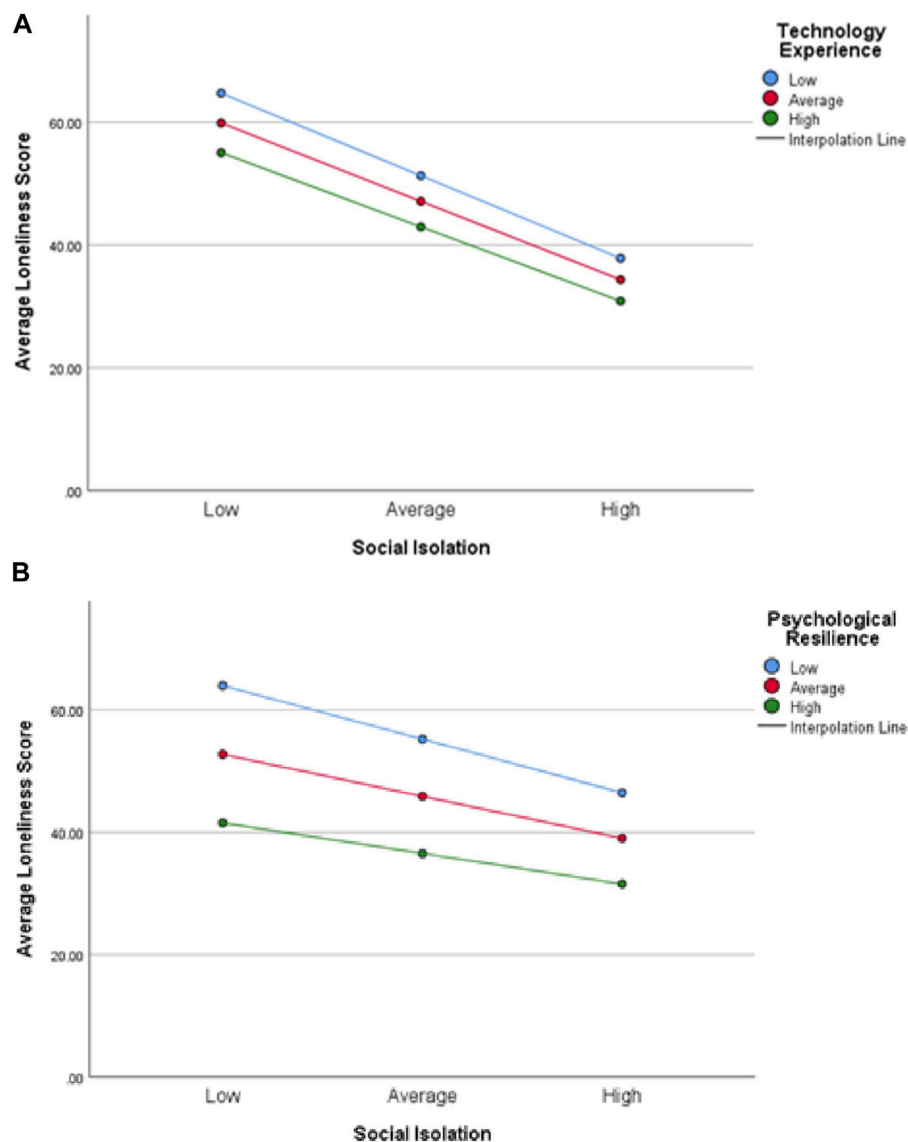 A
Technology
Experience
Low
Average
High
Interpolation Line
Average Loneliness Score
60.00
40.00
20.00
.00
Low Average High
Social Isolation
B
Psychological
Resilience
Low
Average
High
Interpolation Line
Average Loneliness Score
60.00
40.00
20.00
.00
Low Average High
Social Isolation